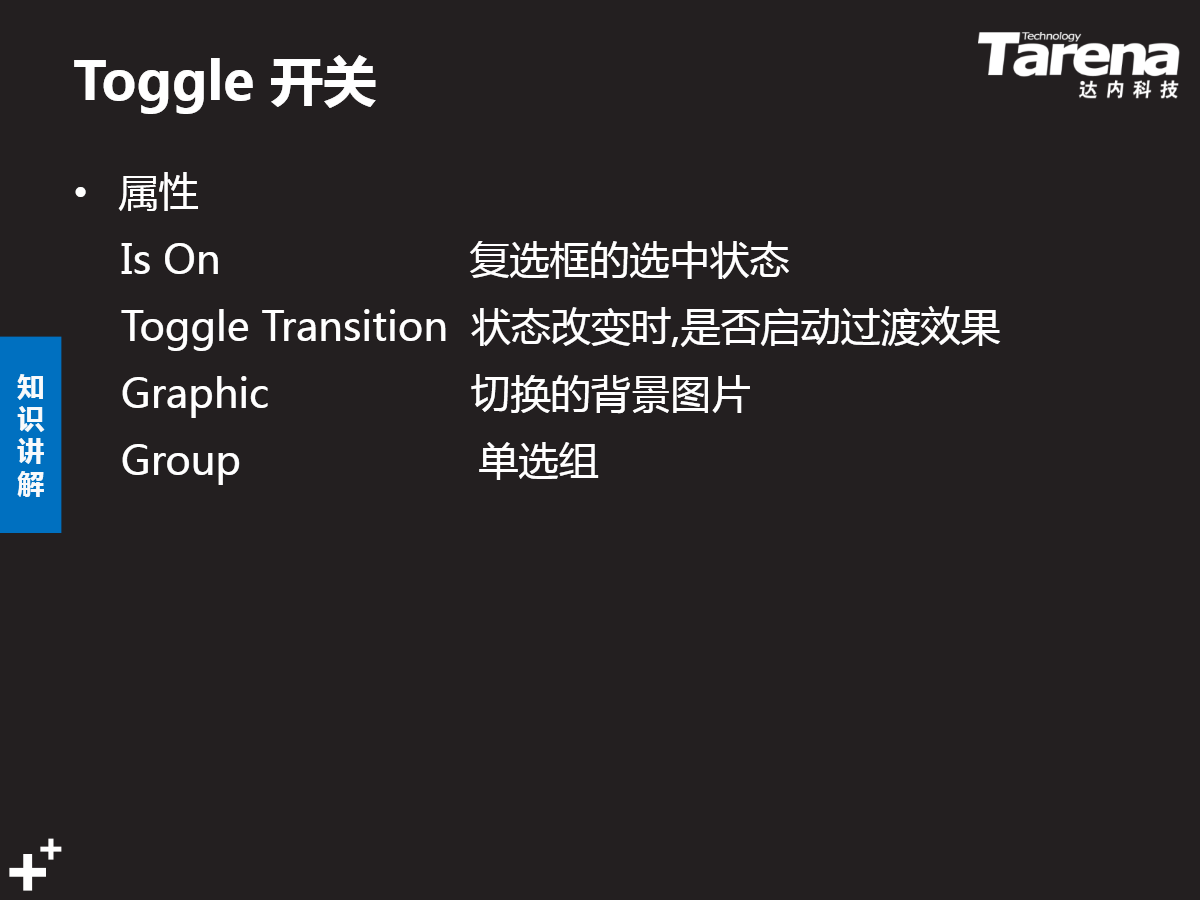 Toggle 开关
Technology
Tarena
达内科技
• 属性
Is On 复选框的选中状态
Toggle Transition 状态改变时,是否启动过渡效果
Graphic 切换的背景图片
Group 单选组
知识讲解